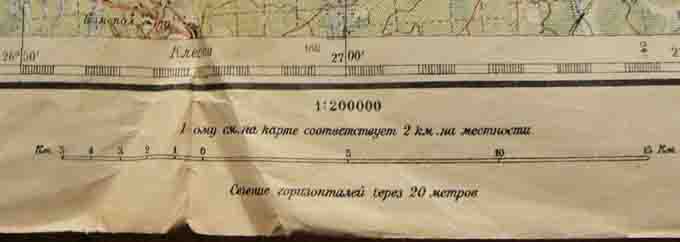 Клесов
26°50' 27°00'
1:200000
1 ому см. на карте соответствует 2 км. на местности.
Км. 5 4 3 2 1 0 5 10 15 Км
Сечение горизонталей через 20 метров